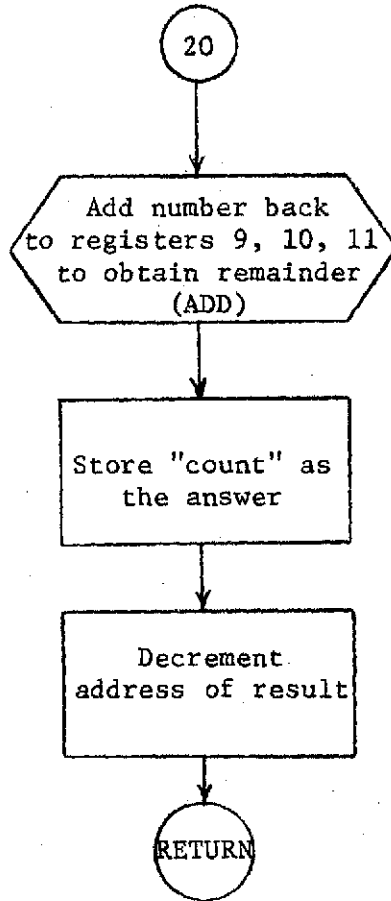 20
Add number back
to registers 9, 10, 11
to obtain remainder
(ADD)
Store "count" as
the answer
Decrement
address of result
RETURN